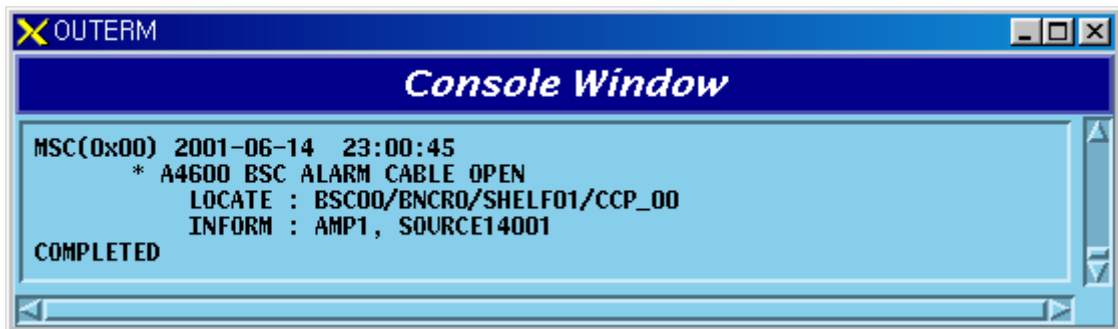 OUTERM
Console Window
MSC(0x00) 2001-06-14 23:00:45
* A4600 BSC ALARM CABLE OPEN
LOCATE : BSC00/BNCR0/SHELF01/CCP_00
INFORM : AMP1, SOURCE14001
COMPLETED